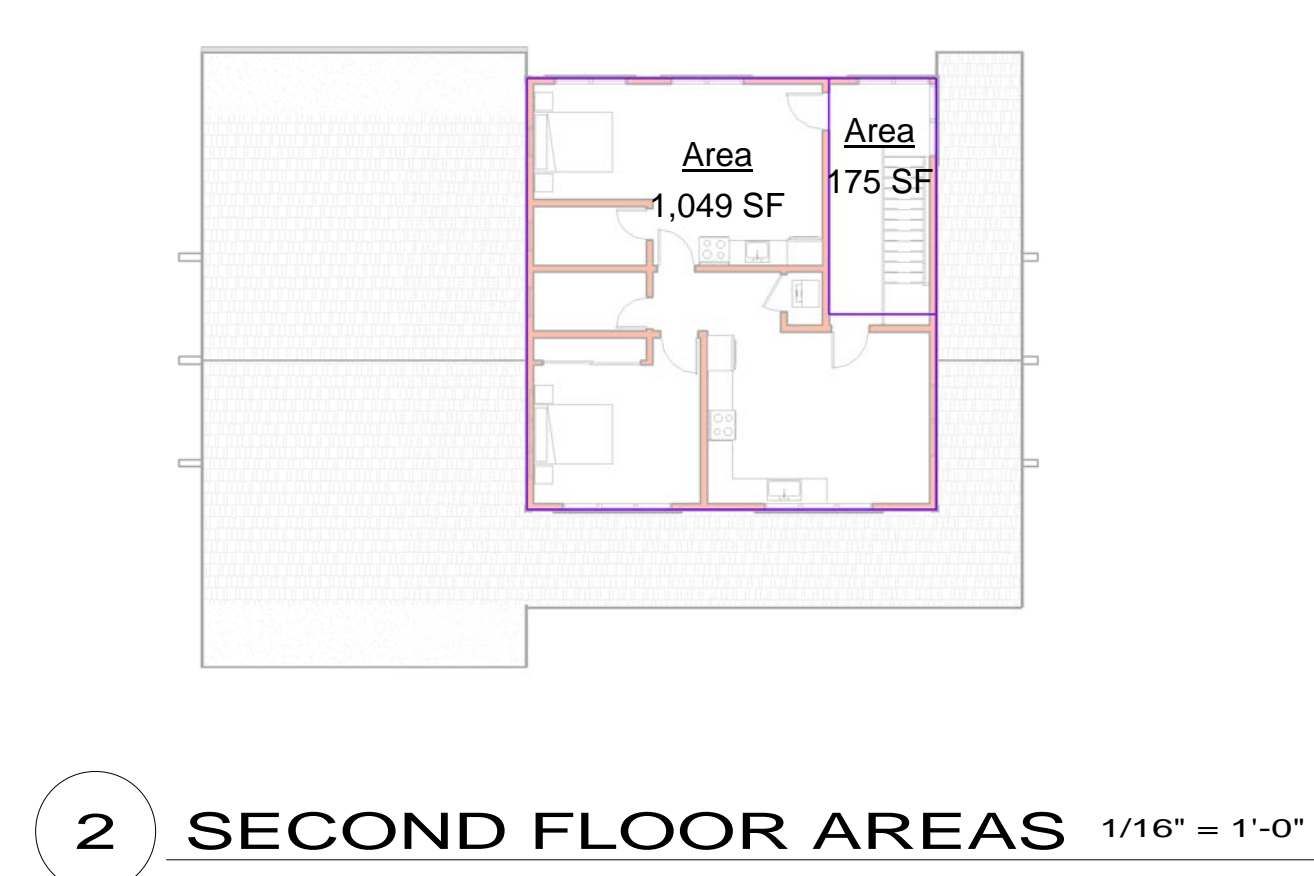 Area
1,049 SF
Area
175 SF
2
SECOND FLOOR AREAS 1/16" = 1'-0"